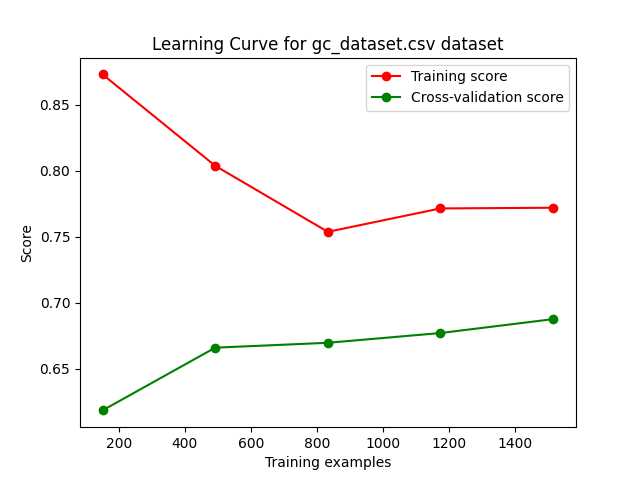 Learning Curve for gc_dataset.csv dataset
Training score
Cross-validation score
0.85
0.80
0.75
0.70
0.65
Score
200 400 600 800 1000 1200 1400
Training examples